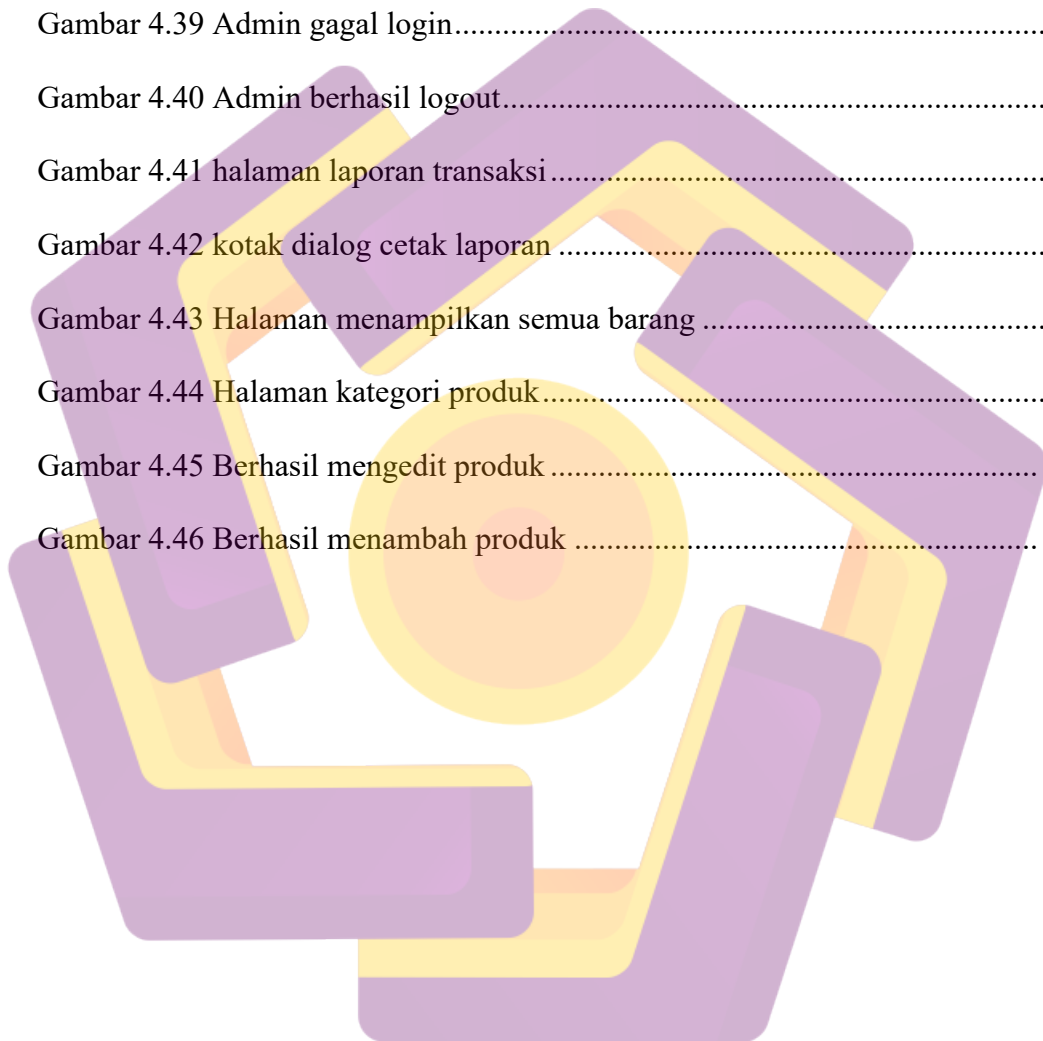 Gambar 4.39 Admin gagal login....................................................................................
Gambar 4.40 Admin berhasil logout..............................................................................
Gambar 4.41 halaman laporan transaksi........................................................................
Gambar 4.42 kotak dialog cetak laporan .......................................................................
Gambar 4.43 Halaman menampilkan semua barang .................................................
Gambar 4.44 Halaman kategori produk.........................................................................
Gambar 4.45 Berhasil mengedit produk .......................................................................
Gambar 4.46 Berhasil menambah produk ....................................................................